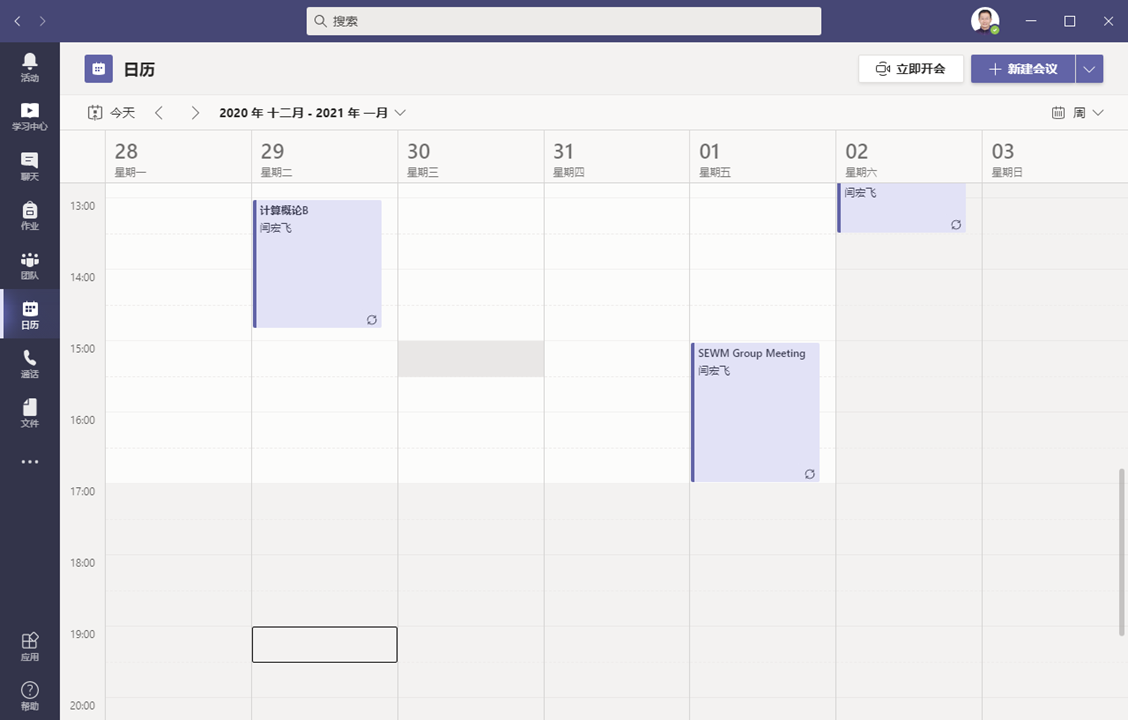 搜索
活动
学习中心
聊天
作业
团队
日历
通话
文件
应用
帮助
日历
立即开会
新建会议
今天
2020 年 十二月 - 2021 年 一月
周
28
星期一
29
星期二
30
星期三
31
星期四
01
星期五
02
星期六
03
星期日
13:00
14:00
15:00
16:00
17:00
18:00
19:00
20:00
计算概论B
闫宏飞
SEWM Group Meeting
闫宏飞
闫宏飞